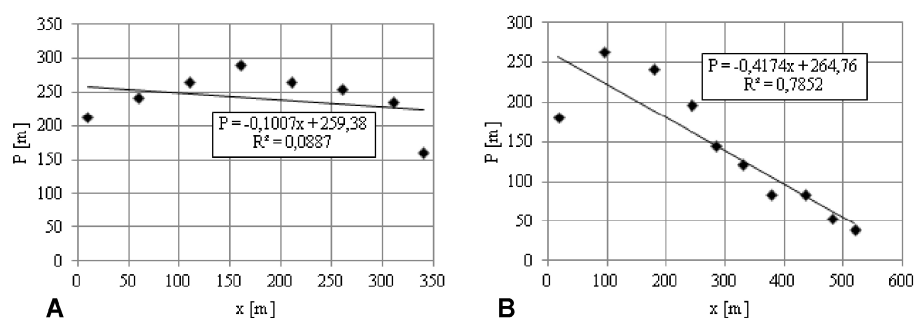 350
300
250
200
150
100
50
0
P [m]
P = -0,1007x + 259,38
R² = 0,0887
0 50 100 150 200 250 300 350
x [m]
A
300
250
200
150
100
50
0
P [m]
P = -0,4174x + 264,76
R² = 0,7852
0 100 200 300 400 500 600
x [m]
B